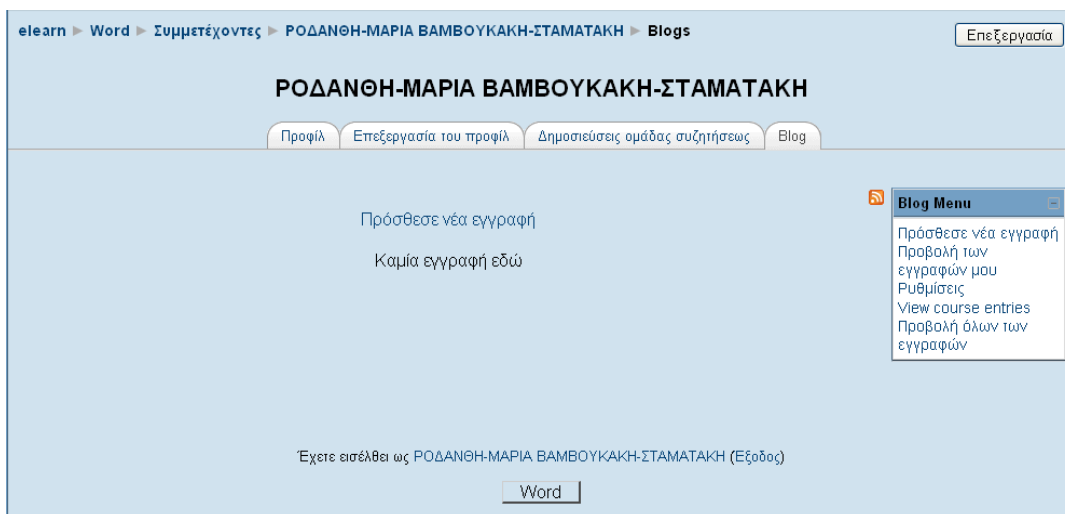 elearn ► Word ► Συμμετέχοντες ► ΡΟΔΑΝΘΗ-ΜΑΡΙΑ ΒΑΜΒΟΥΚΑΚΗ-ΣΤΑΜΑΤΑΚΗ ► Blogs
Επεξεργασία
ΡΟΔΑΝΘΗ-ΜΑΡΙΑ ΒΑΜΒΟΥΚΑΚΗ-ΣΤΑΜΑΤΑΚΗ
Προφίλ Επεξεργασία του προφίλ Δημοσιεύσεις ομάδας συζητήσεως Blog
Πρόσθεσε νέα εγγραφή
Καμία εγγραφή εδώ
Blog Menu
Πρόσθεσε νέα εγγραφή
Προβολή των
εγγραφών μου
Ρυθμίσεις
View course entries
Προβολή όλων των
εγγραφών
Έχετε εισέλθει ως ΡΟΔΑΝΘΗ-ΜΑΡΙΑ ΒΑΜΒΟΥΚΑΚΗ-ΣΤΑΜΑΤΑΚΗ (Έξοδος)
Word